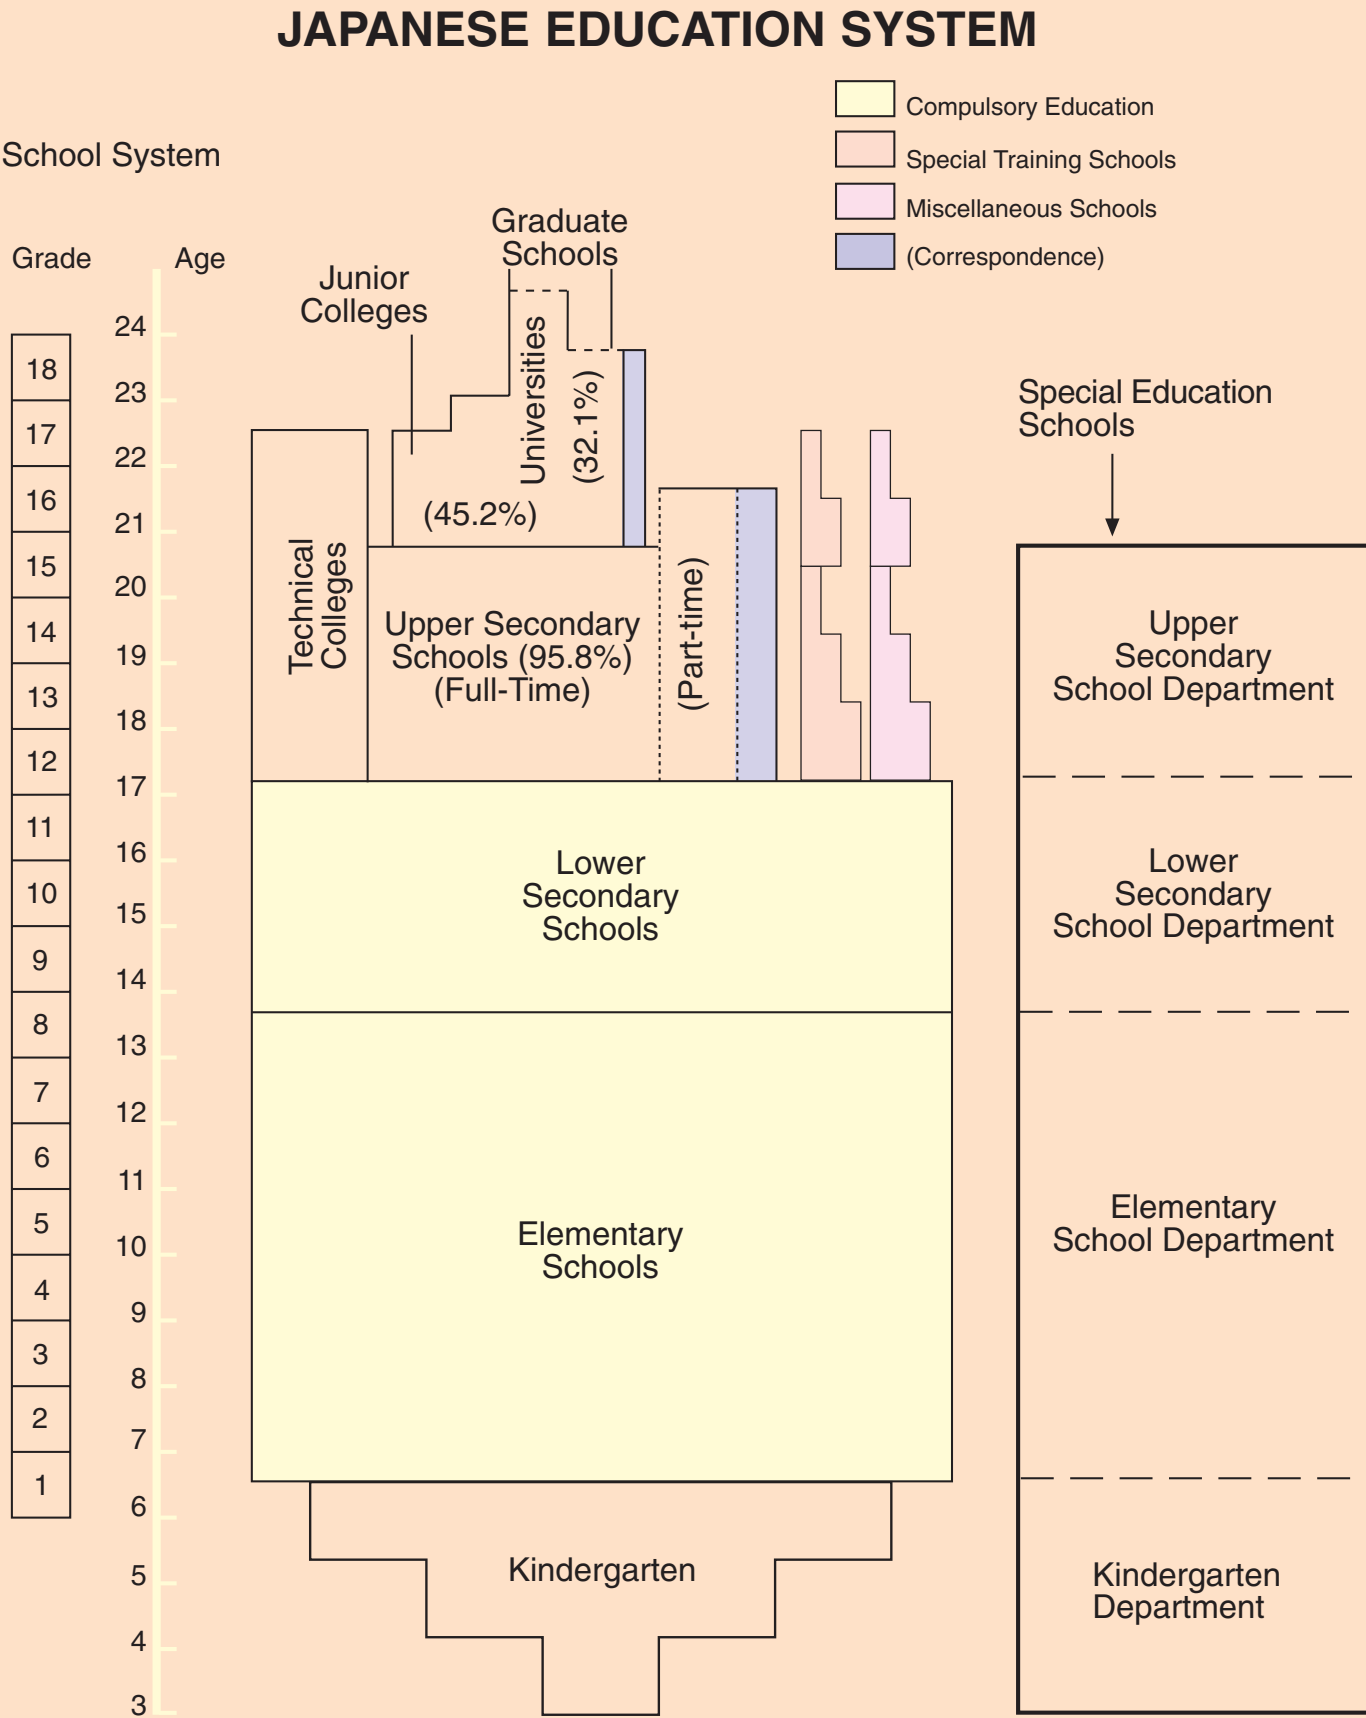 JAPANESE EDUCATION SYSTEM
Compulsory Education
Special Training Schools
Miscellaneous Schools
(Correspondence)
School System
Grade
Age
18
17
16
15
14
13
12
11
10
9
8
7
6
5
4
3
2
1
24
23
22
21
20
19
18
17
16
15
14
13
12
11
10
9
8
7
6
5
4
3
Graduate
Schools
Junior
Colleges
Universities
(32.1%)
(45.2%)
Technical
Colleges
Upper Secondary
Schools (95.8%)
(Full-Time)
(Part-time)
Lower
Secondary
Schools
Elementary
Schools
Kindergarten
Special Education
Schools
Upper
Secondary
School Department
Lower
Secondary
School Department
Elementary
School Department
Kindergarten
Department